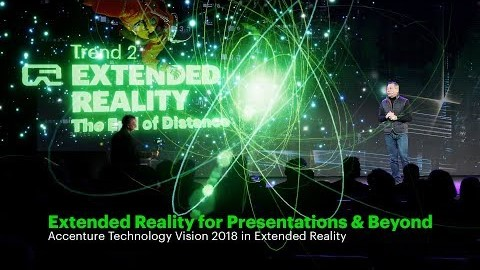 Trend 2
EXTENDED
REALITY
The End of Distance
Extended Reality for Presentations & Beyond
Accenture Technology Vision 2018 in Extended Reality